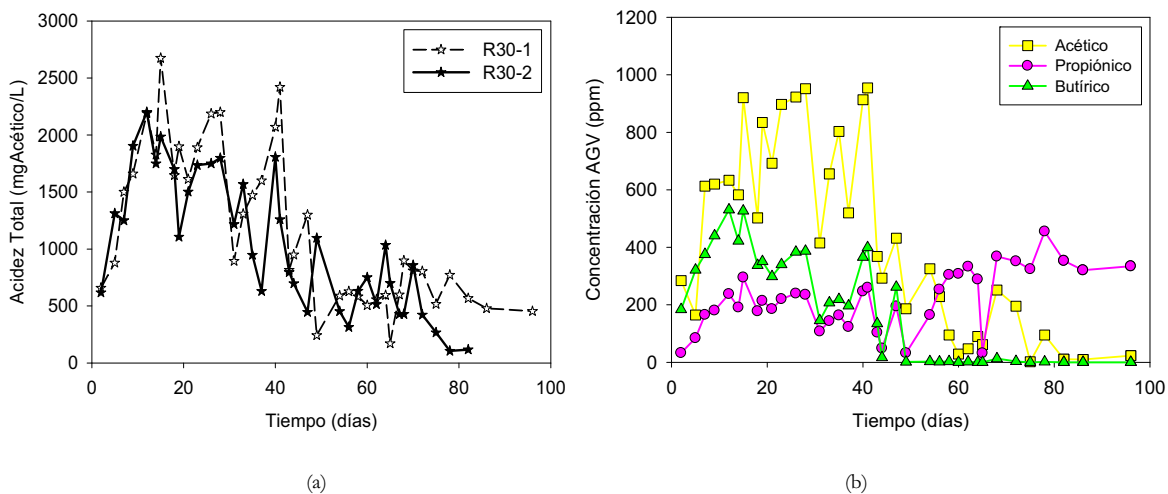 3000
2500
2000
1500
1000
500
0
Acidez Total (mgAcético/L)
R30-1
R30-2
0 20 40 60 80 100
Tiempo (días)
(a)
1200
1000
800
600
400
200
0
Concentración AGV (ppm)
Acético
Propiónico
Butírico
0 20 40 60 80 100
Tiempo (días)
(b)